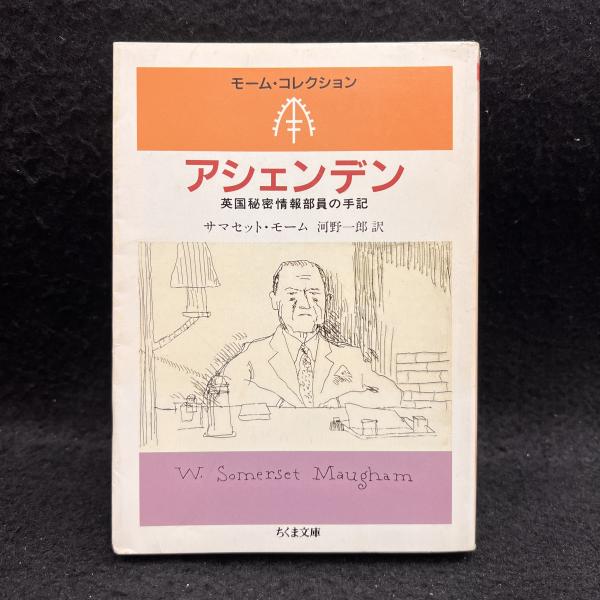 モーム・コレクション
アシェンデン
英国秘密情報部員の手記
サマセット・モーム 河野一郎 訳
W. Somerset Maugham
ちくま文庫